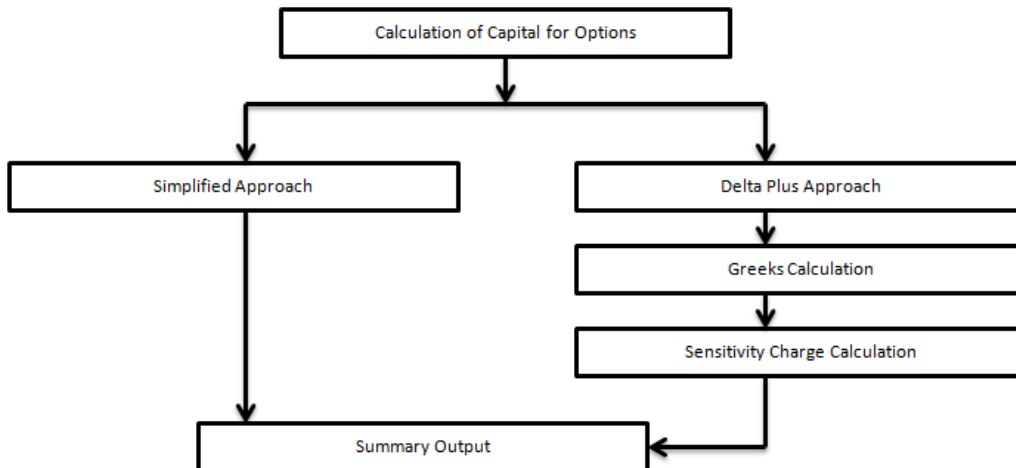 Calculation of Capital for Options
Simplified Approach
Delta Plus Approach
Greeks Calculation
Sensitivity Charge Calculation
Summary Output